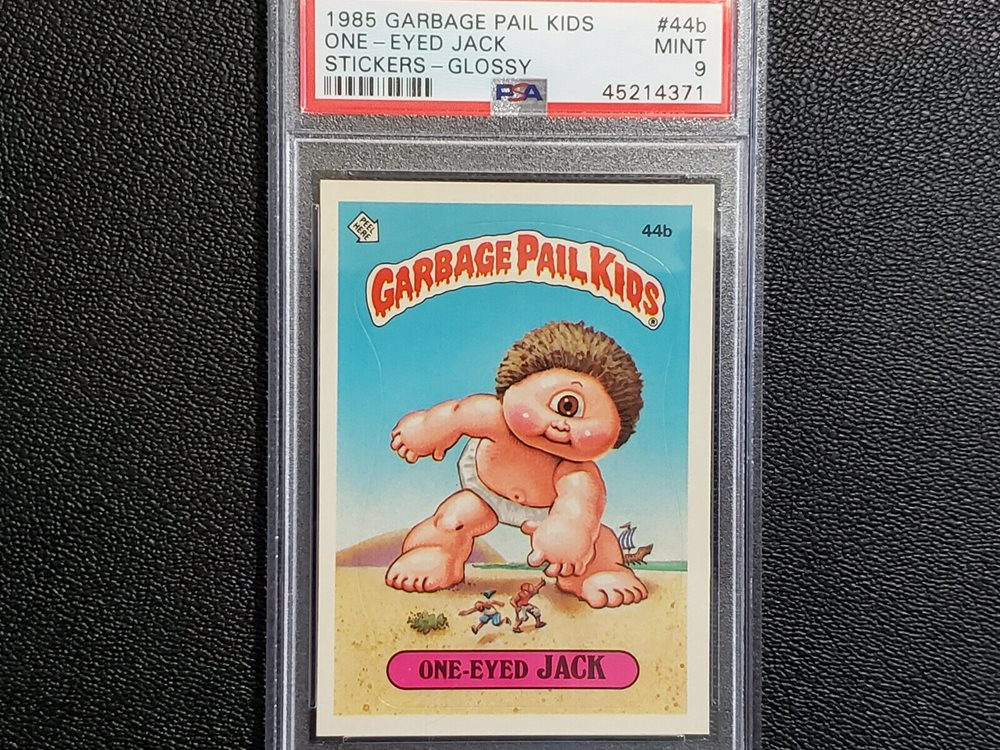 1985 GARBAGE PAIL KIDS #44b
ONE-EYED JACK MINT
STICKERS-GLOSSY 9
PSA 45214371
PEEL HERE
44b
GARBAGE PAIL KIDS®
ONE-EYED JACK